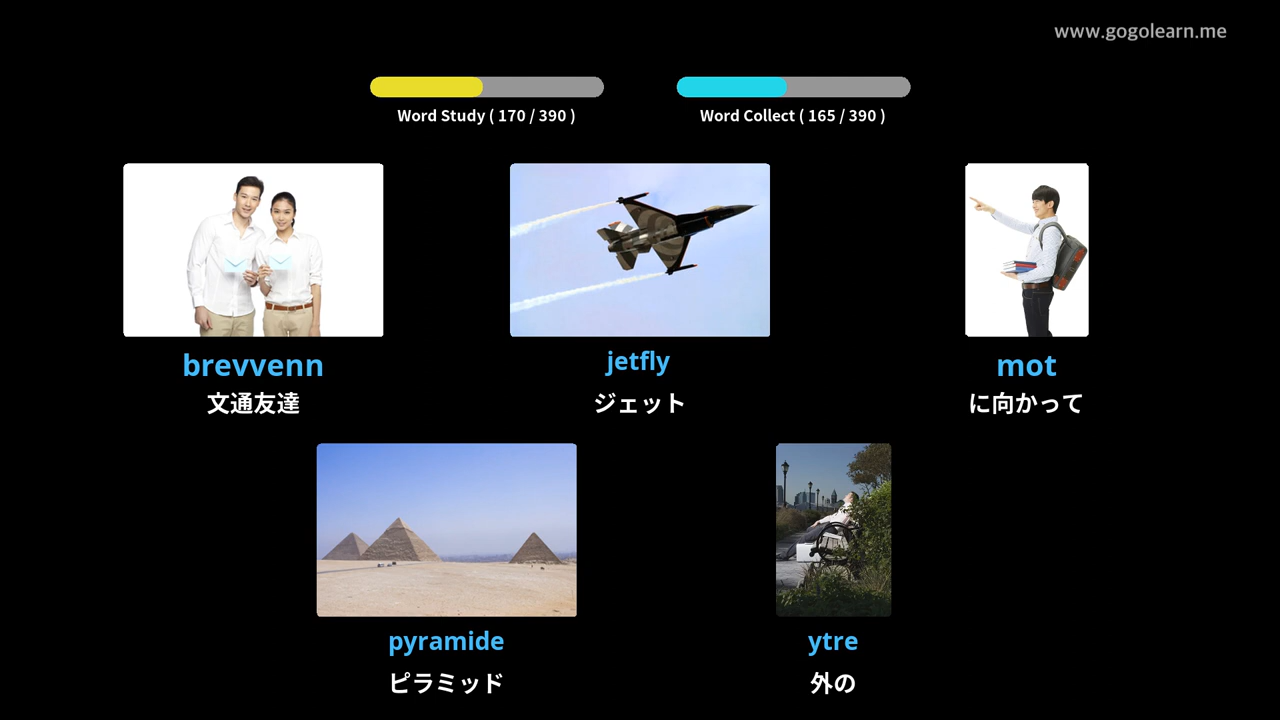 www.gogolearn.me
Word Study ( 170 / 390 )
Word Collect ( 165 / 390 )
brevvenn
文通友達
jetfly
ジェット
mot
に向かって
pyramide
ピラミッド
ytre
外の